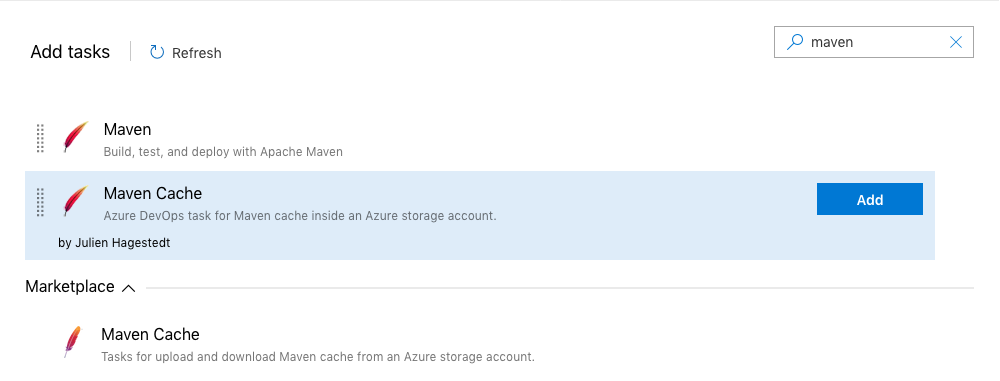 Add tasks
Refresh
maven
Maven
Build, test, and deploy with Apache Maven
Maven Cache
Azure DevOps task for Maven cache inside an Azure storage account.
Add
by Julien Hagestedt
Marketplace
Maven Cache
Tasks for upload and download Maven cache from an Azure storage account.